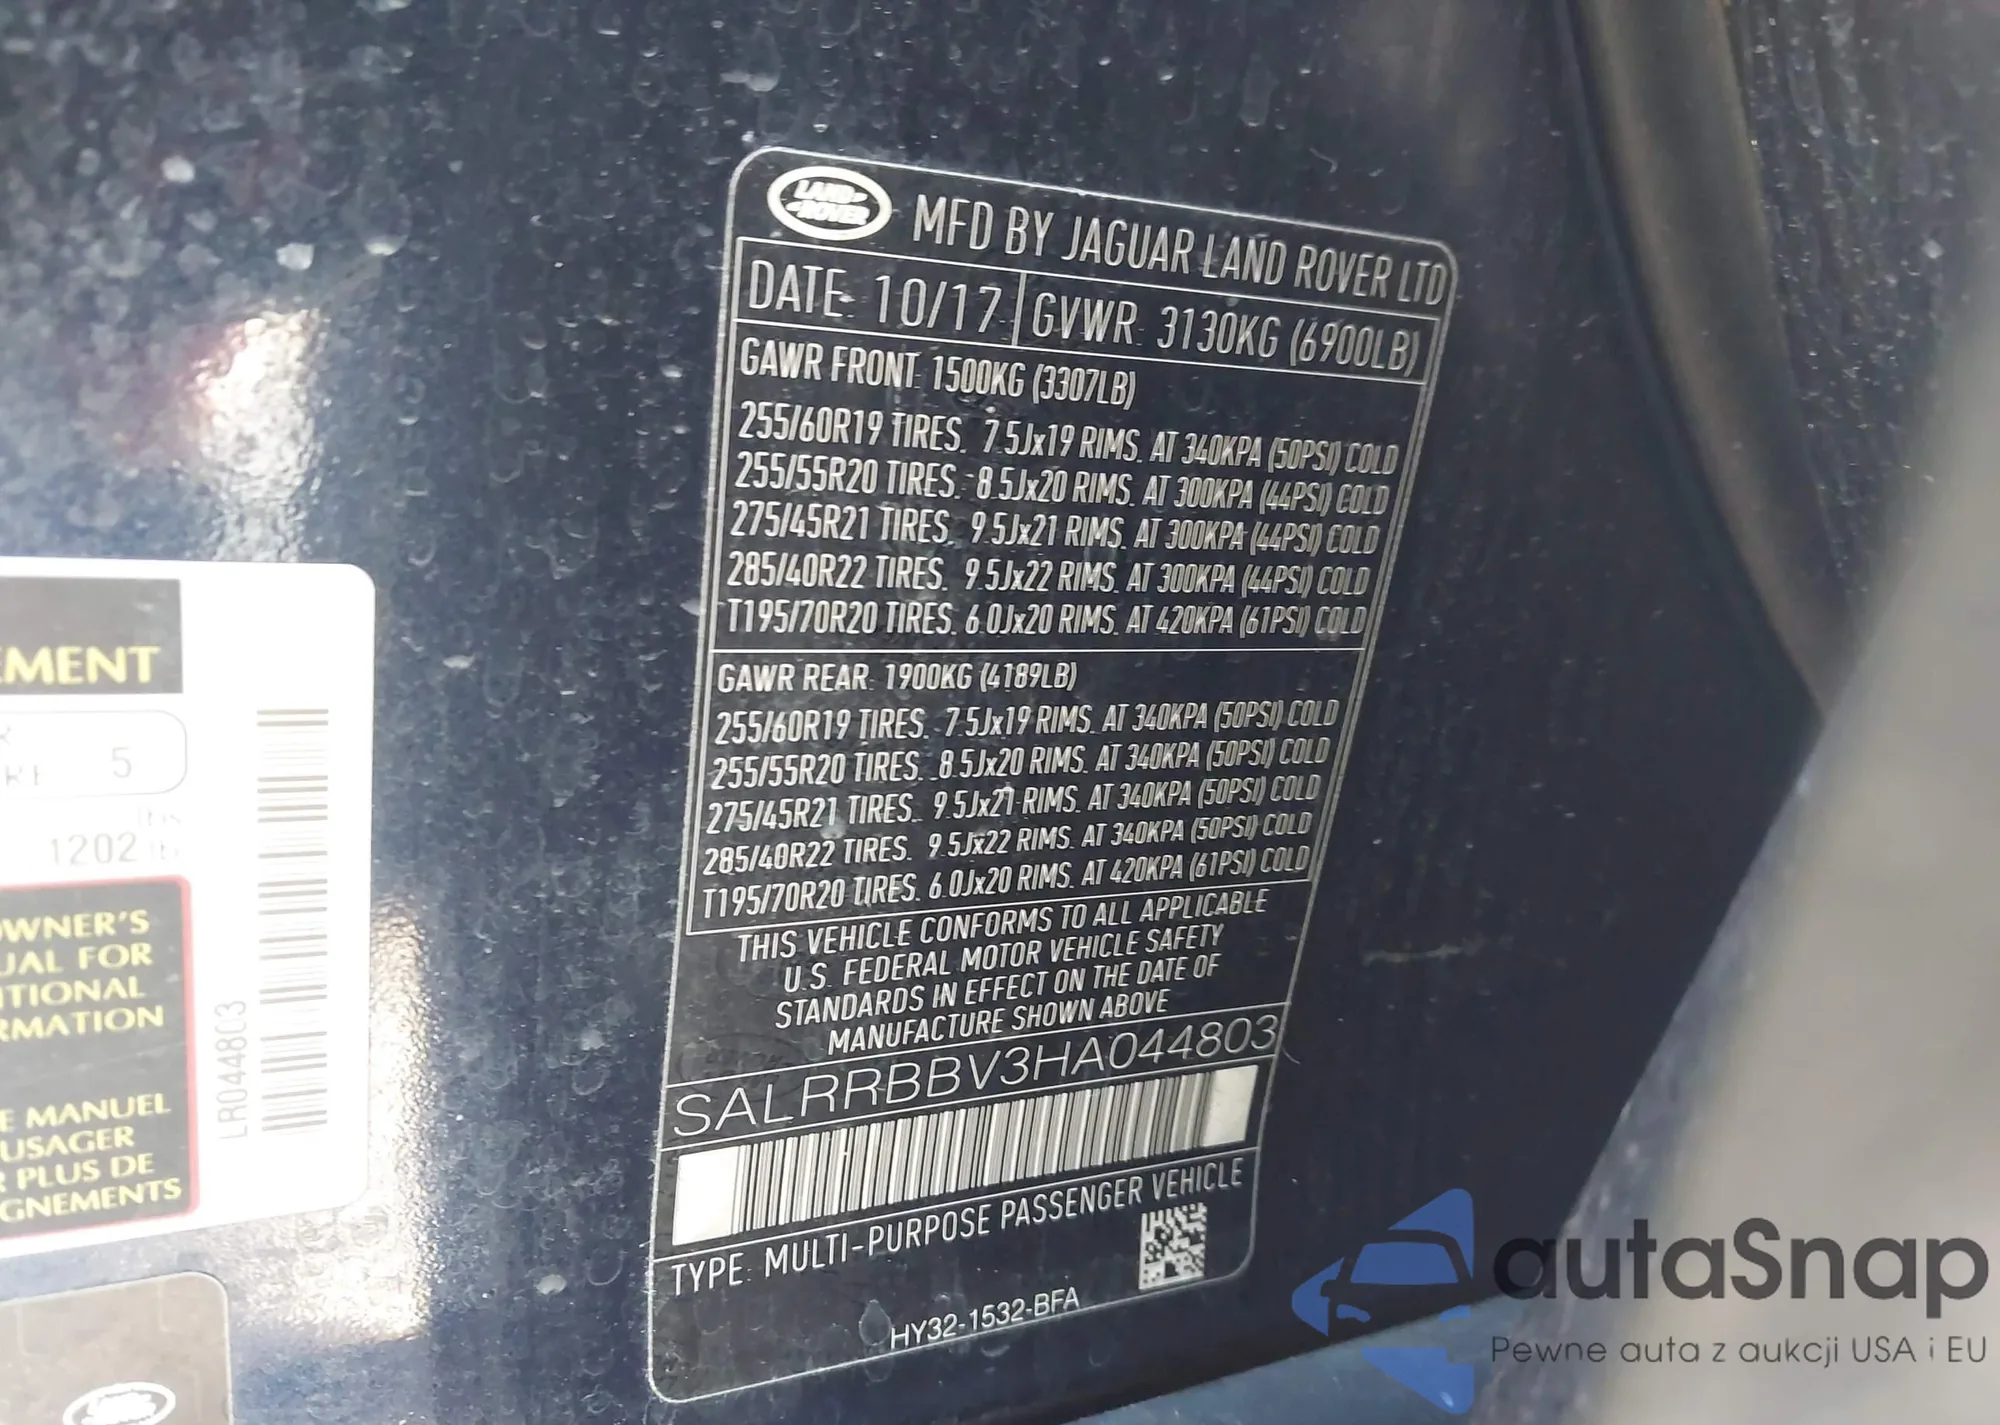 LAND ROVER
MFD BY JAGUAR LAND ROVER LTD
DATE: 10/17 GVWR: 3130KG (6900LB)
GAWR FRONT: 1500KG (3307LB)
255/60R19 TIRES. 7.5Jx19 RIMS. AT 340KPA (50PSI) COLD
255/55R20 TIRES. 8.5Jx20 RIMS. AT 300KPA (44PSI) COLD
275/45R21 TIRES. 9.5Jx21 RIMS. AT 300KPA (44PSI) COLD
285/40R22 TIRES. 9.5Jx22 RIMS. AT 300KPA (44PSI) COLD
T195/70R20 TIRES. 6.0Jx20 RIMS. AT 420KPA (61PSI) COLD
GAWR REAR: 1900KG (4189LB)
255/60R19 TIRES. 7.5Jx19 RIMS. AT 340KPA (50PSI) COLD
255/55R20 TIRES. 8.5Jx20 RIMS. AT 340KPA (50PSI) COLD
275/45R21 TIRES. 9.5Jx21 RIMS. AT 340KPA (50PSI) COLD
285/40R22 TIRES. 9.5Jx22 RIMS. AT 340KPA (50PSI) COLD
T195/70R20 TIRES. 6.0Jx20 RIMS. AT 420KPA (61PSI) COLD
THIS VEHICLE CONFORMS TO ALL APPLICABLE
U.S. FEDERAL MOTOR VEHICLE SAFETY
STANDARDS IN EFFECT ON THE DATE OF
MANUFACTURE SHOWN ABOVE
SALRRBBV3HA044803
TYPE: MULTI-PURPOSE PASSENGER VEHICLE
HY32-1532-BFA
EMENT
5
1202
OWNER'S
UAL FOR
ITIONAL
RMATION
E MANUEL
USAGER
R PLUS DE
GNEMENTS
LR044803
autaSnap
Pewne auta z aukcji USA i EU